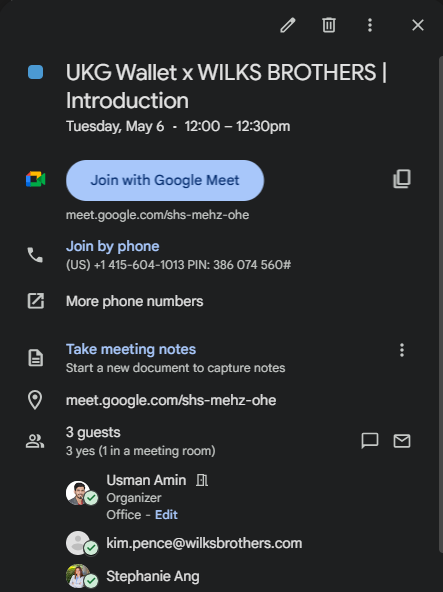 UKG Wallet x WILKS BROTHERS |
Introduction
Tuesday, May 6 · 12:00 – 12:30pm
Join with Google Meet
meet.google.com/shs-mehz-ohe
Join by phone
(US) +1 415-604-1013 PIN: 386 074 560#
More phone numbers
Take meeting notes
Start a new document to capture notes
meet.google.com/shs-mehz-ohe
3 guests
3 yes (1 in a meeting room)
Usman Amin
Organizer
Office - Edit
kim.pence@wilksbrothers.com
Stephanie Ang